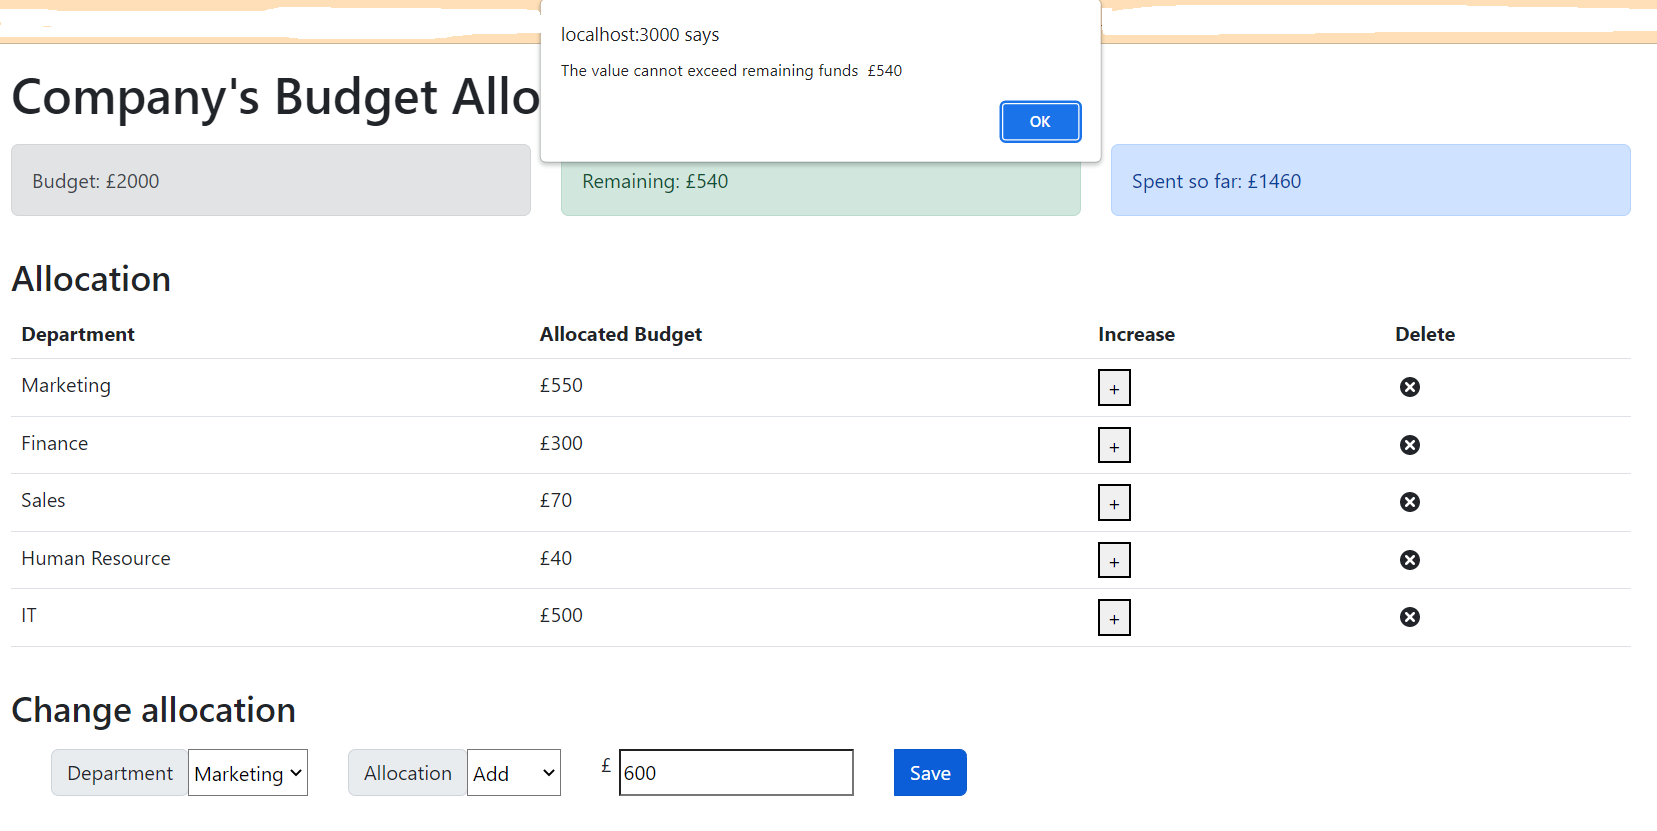 localhost:3000 says
The value cannot exceed remaining funds £540
OK
Company's Budget Allo
Budget: £2000
Remaining: £540
Spent so far: £1460
Allocation
Department Allocated Budget Increase Delete
Marketing £550 +
Finance £300 +
Sales £70 +
Human Resource £40 +
IT £500 +
Change allocation
Department Marketing Allocation Add £ 600 Save